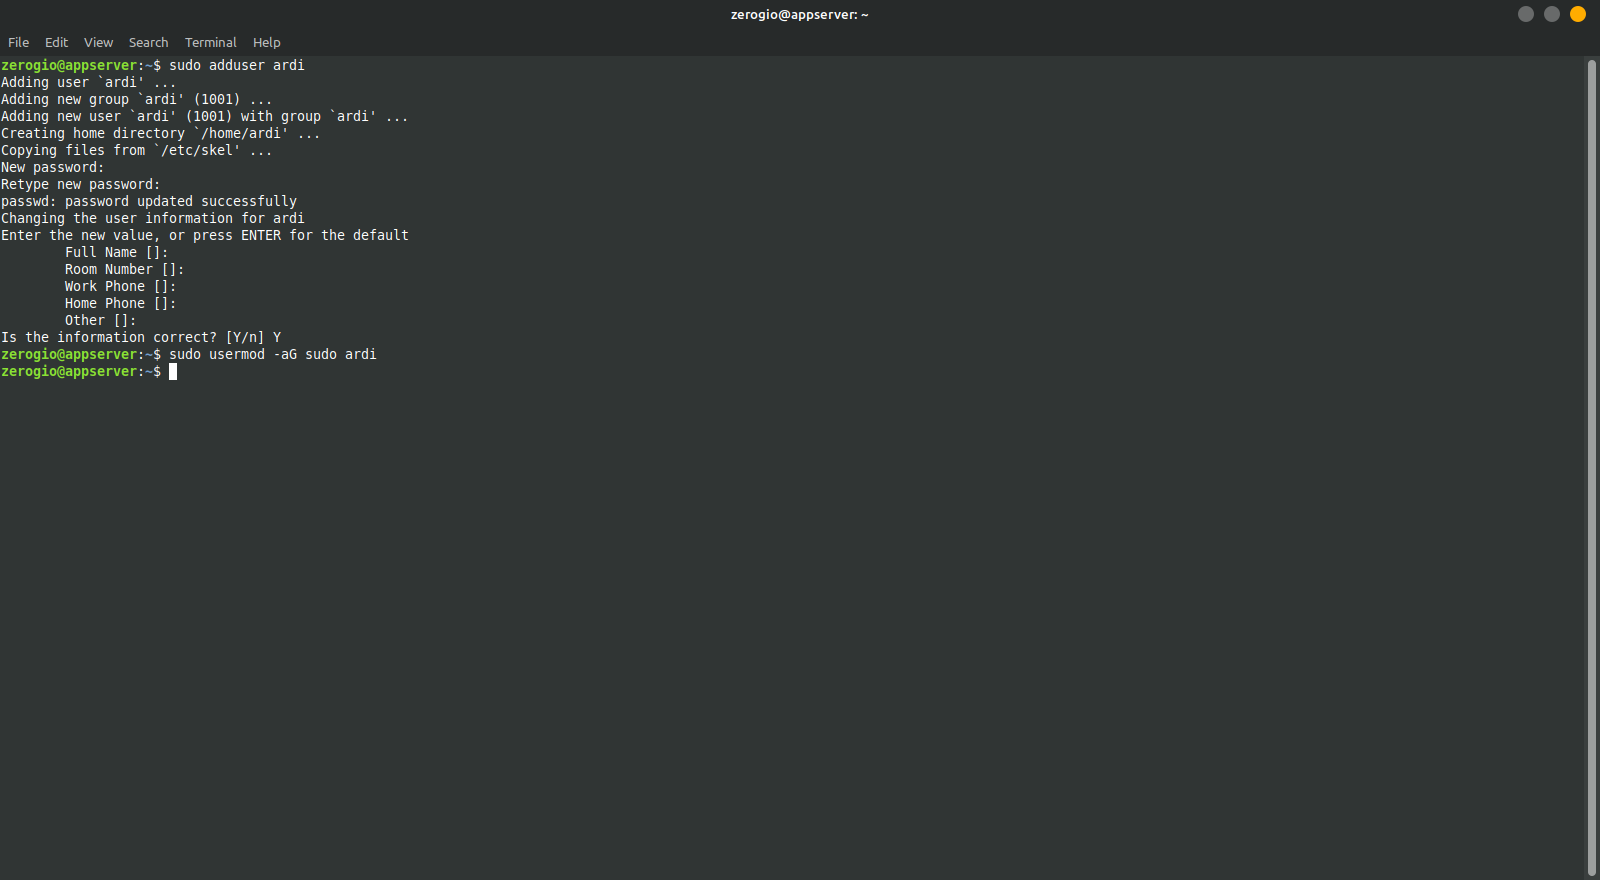 zerogio@appserver: ~
File Edit View Search Terminal Help
zerogio@appserver:~$ sudo adduser ardi
Adding user `ardi' ...
Adding new group `ardi' (1001) ...
Adding new user `ardi' (1001) with group `ardi' ...
Creating home directory `/home/ardi' ...
Copying files from `/etc/skel' ...
New password:
Retype new password:
passwd: password updated successfully
Changing the user information for ardi
Enter the new value, or press ENTER for the default
        Full Name []:
        Room Number []:
        Work Phone []:
        Home Phone []:
        Other []:
Is the information correct? [Y/n] Y
zerogio@appserver:~$ sudo usermod -aG sudo ardi
zerogio@appserver:~$